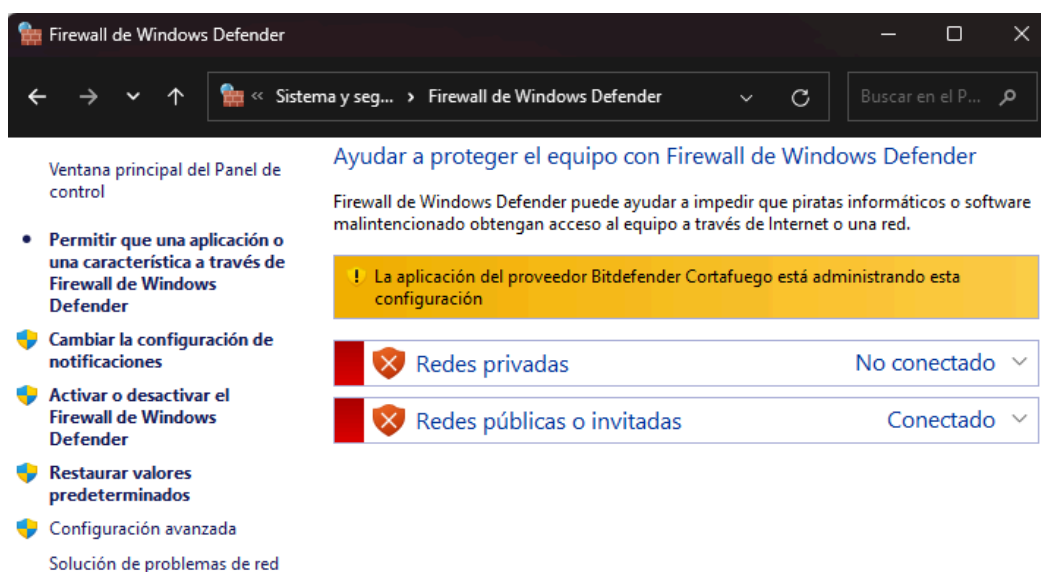 Firewall de Windows Defender
« Sistema y seg... › Firewall de Windows Defender
Buscar en el P...
Ventana principal del Panel de
control
• Permitir que una aplicación o
una característica a través de
Firewall de Windows
Defender
Cambiar la configuración de
notificaciones
Activar o desactivar el
Firewall de Windows
Defender
Restaurar valores
predeterminados
Configuración avanzada
Solución de problemas de red
Ayudar a proteger el equipo con Firewall de Windows Defender
Firewall de Windows Defender puede ayudar a impedir que piratas informáticos o software
malintencionado obtengan acceso al equipo a través de Internet o una red.
La aplicación del proveedor Bitdefender Cortafuego está administrando esta
configuración
Redes privadas No conectado
Redes públicas o invitadas Conectado